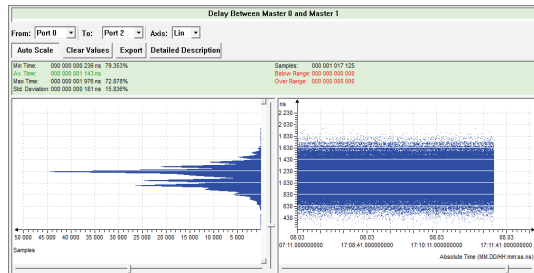 Delay Between Master 0 and Master 1
From: Port 0 To: Port 2 Axis: Lin
Auto Scale Clear Values Export Detailed Description
Min Time: 000 000 000 236 ns 79.353%
Av. Time: 000 000 001 143 ns
Max Time: 000 000 001 976 ns 72.878%
Std. Deviation: 000 000 000 181 ns 15.836%
Samples: 000 001 017 125
Below Range: 000 000 000 000
Over Range: 000 000 000 000
50 000 45 000 40 000 35 000 30 000 25 000 20 000 15 000 10 000 5 000
Samples
ns
2 230
2 030
1 830
1 630
1 430
1 230
1 030
830
630
430
08.03 08.03 08.03 08.03
07:11:00000000 17:08:41.000000000 17:10:11.000000000 17:11:41.000000000
Absolute Time (MM.DD/HH:mm:ss.ns)